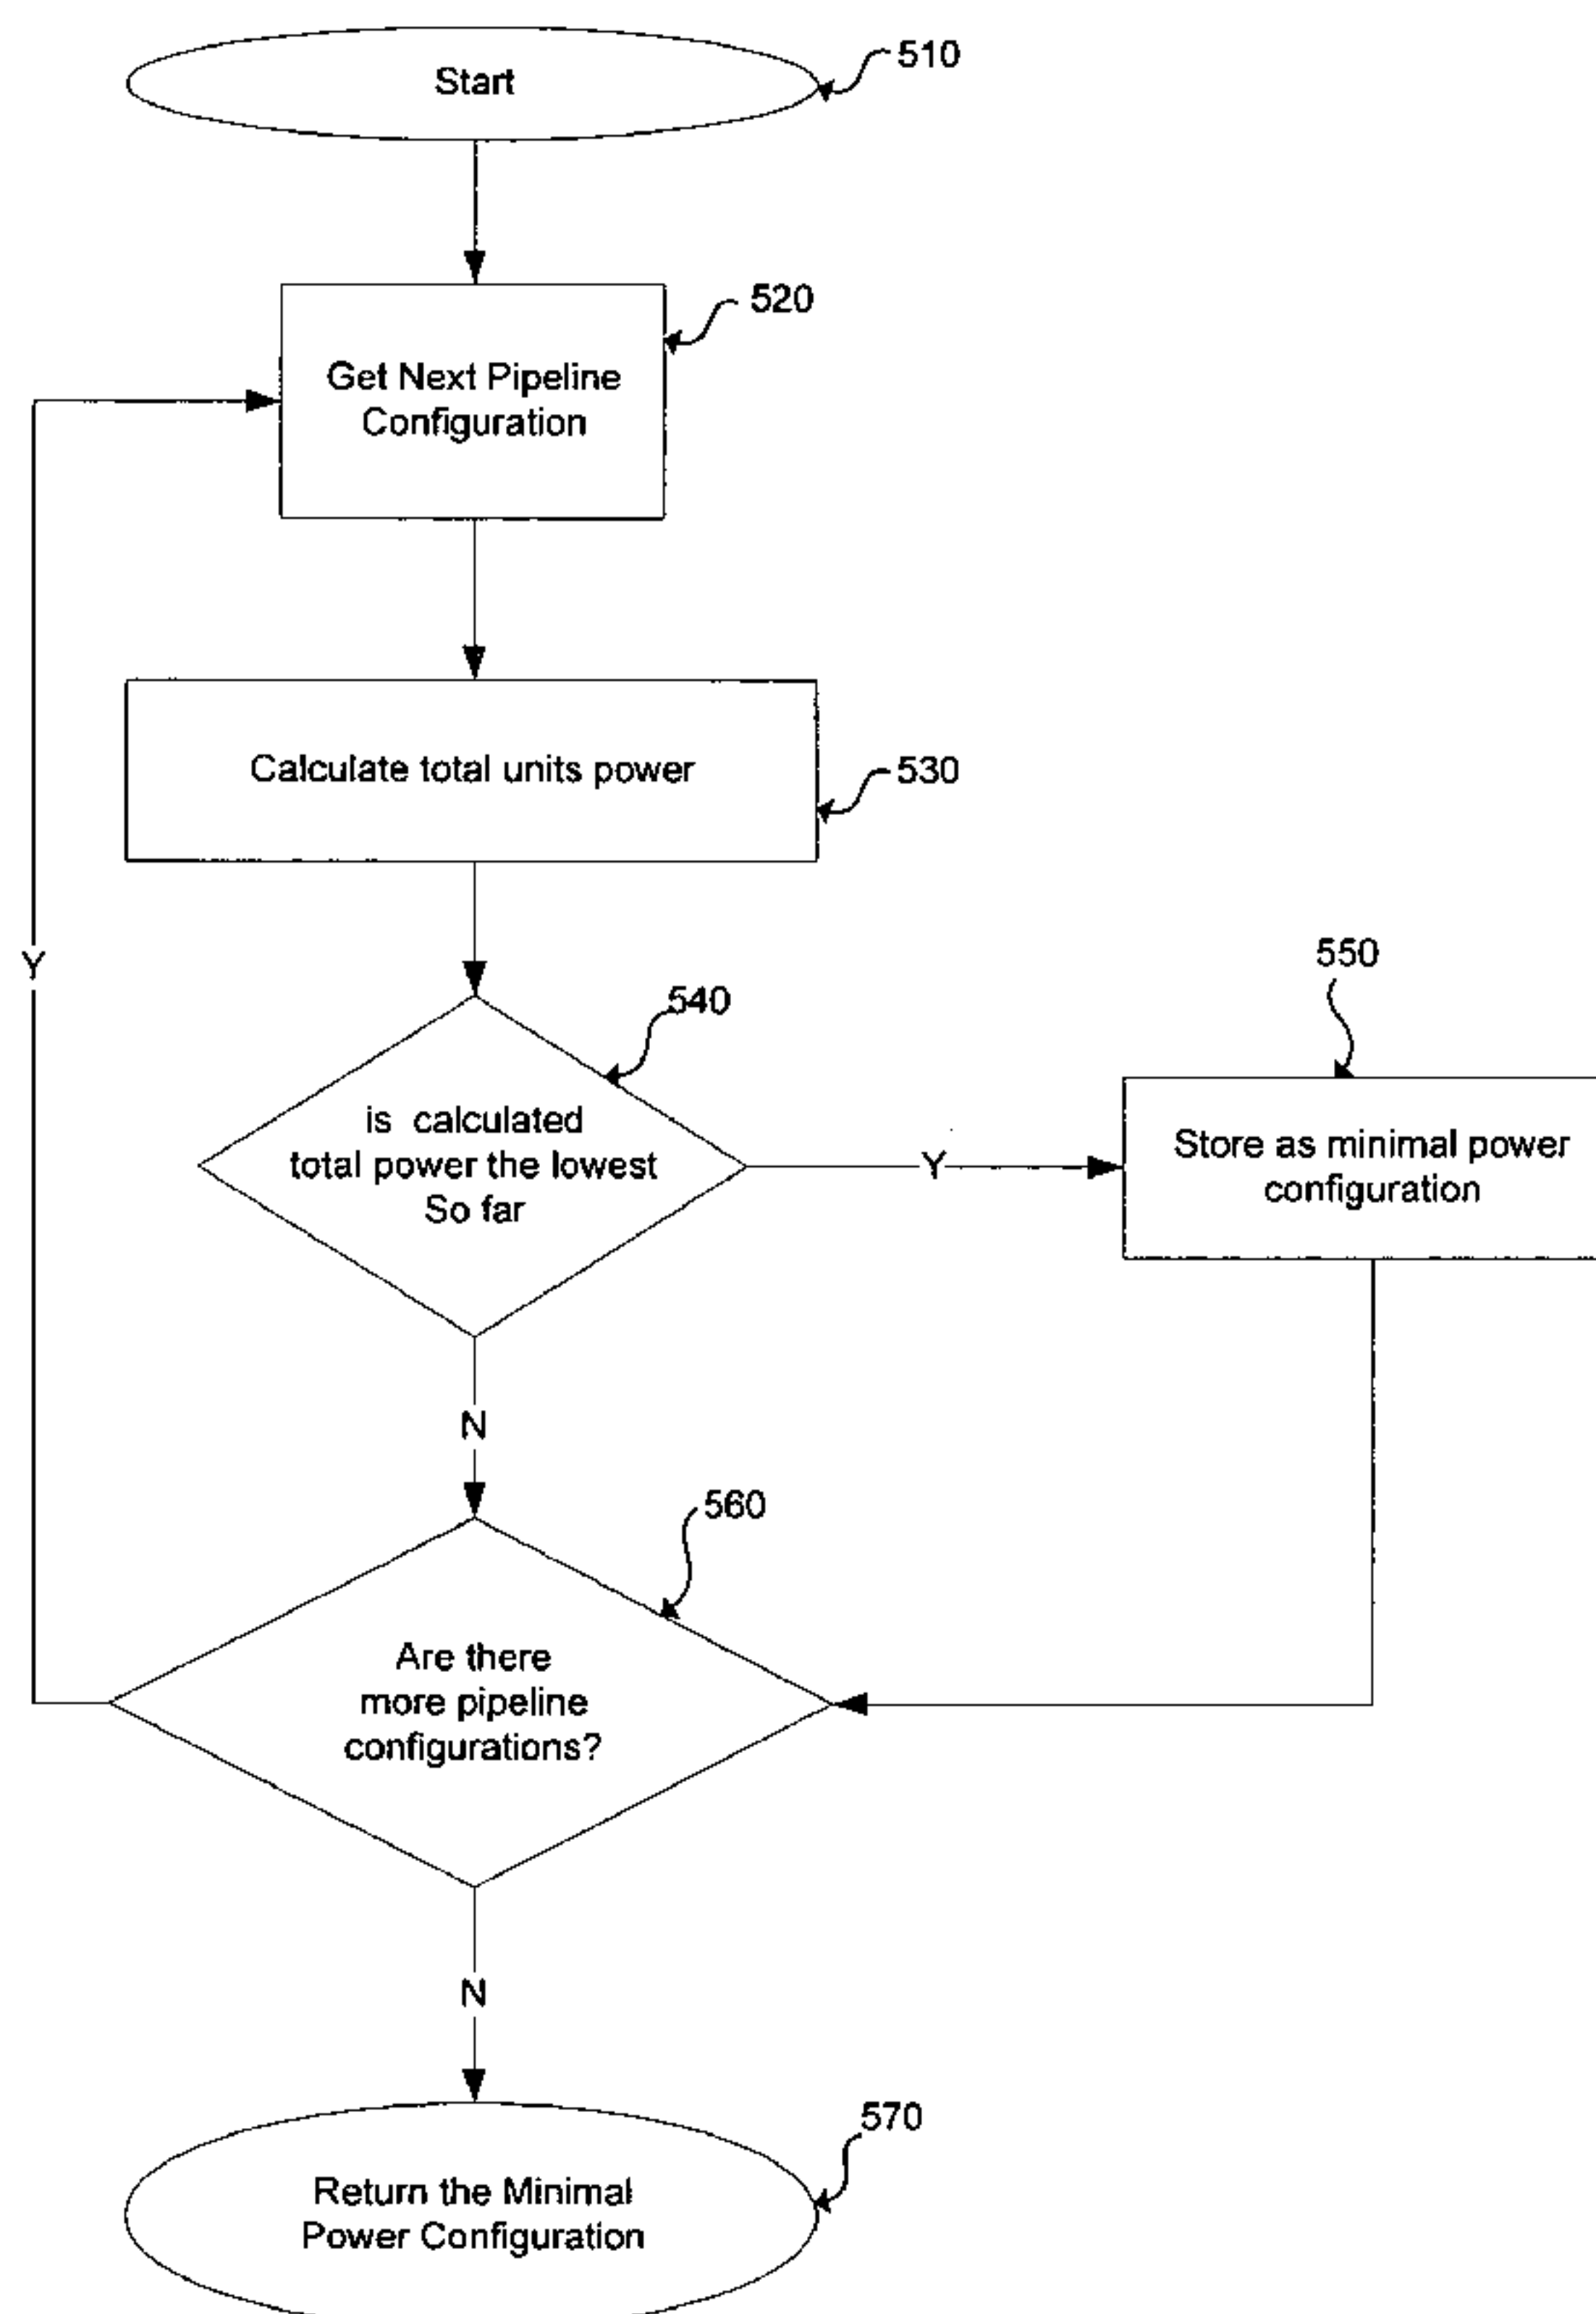 Start
510
520
Get Next Pipeline
Configuration
Calculate total units power
530
Y
540
550
is calculated
total power the lowest
So far
Y
Store as minimal power
configuration
N
560
Are there
more pipeline
configurations?
N
570
Return the Minimal
Power Configuration